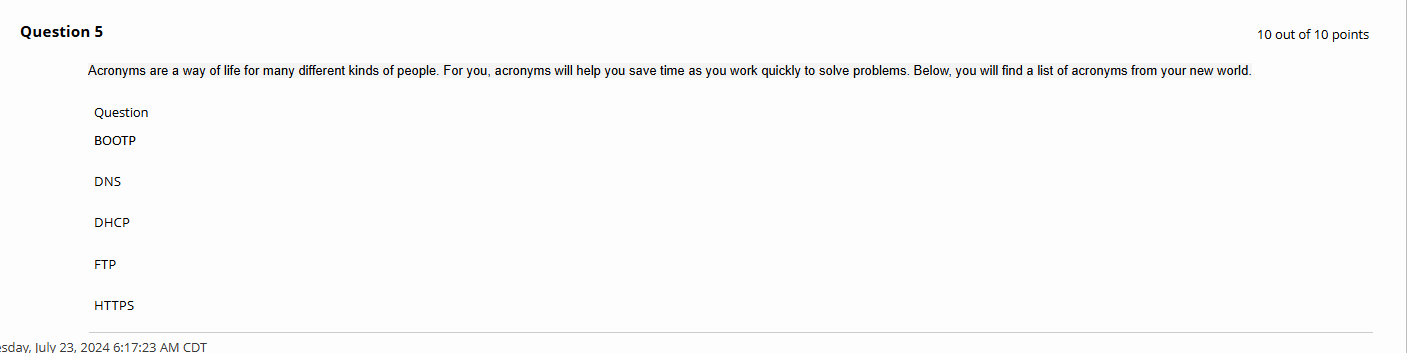 Question 5
10 out of 10 points
Acronyms are a way of life for many different kinds of people. For you, acronyms will help you save time as you work quickly to solve problems. Below, you will find a list of acronyms from your new world.
Question
BOOTP
DNS
DHCP
FTP
HTTPS
July 23, 2024 6:17:23 AM CDT